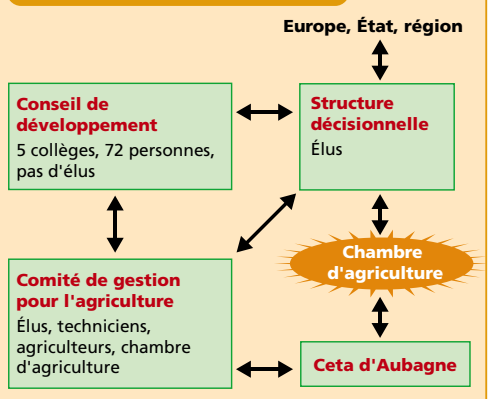 Europe, État, région
Conseil de
développement
5 collèges, 72 personnes,
pas d'élus
Structure
décisionnelle
Élus
Chambre
d'agriculture
Comité de gestion
pour l'agriculture
Élus, techniciens,
agriculteurs, chambre
d'agriculture
Ceta d'Aubagne